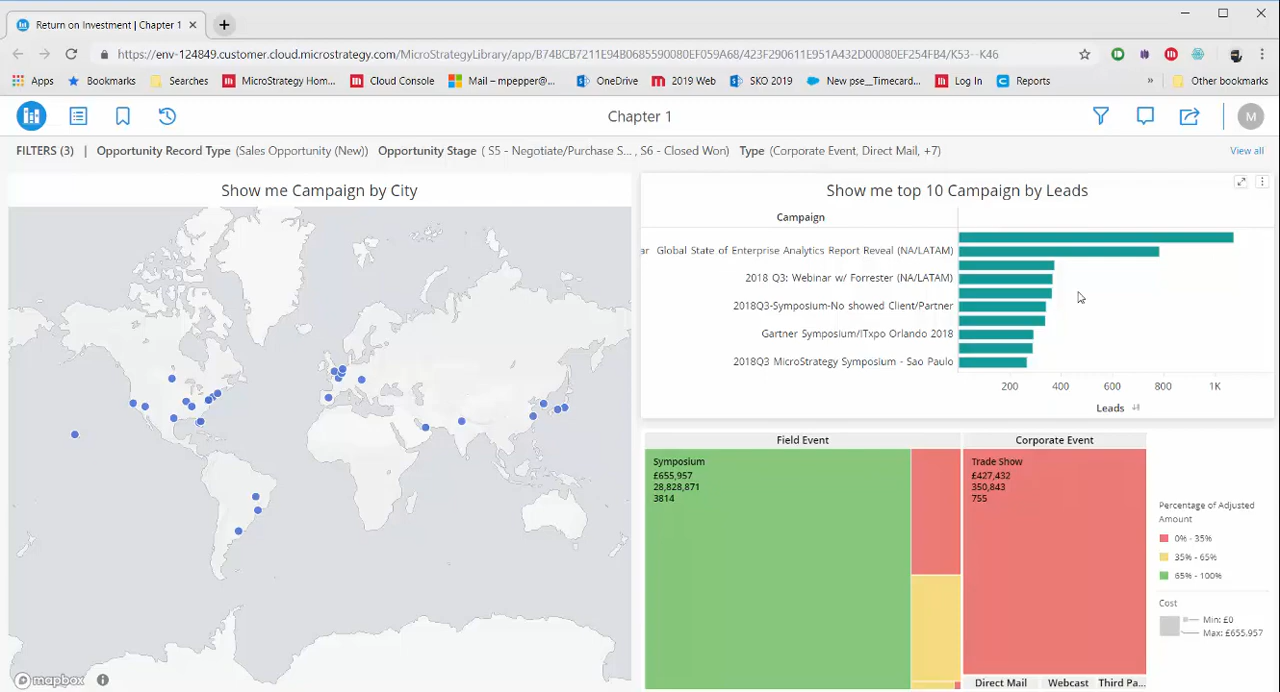 Return on Investment | Chapter 1
https://env-124849.customer.cloud.microstrategy.com/MicroStrategyLibrary/app/B74BCB7211E94B0685590080EF059A68/423F290611E951A432D00080EF254FB4/K53--K46
Apps Bookmarks Searches MicroStrategy Hom... Cloud Console Mail – mpepper@... OneDrive 2019 Web SKO 2019 New pse__Timecard... Log In Reports » Other bookmarks
Chapter 1
M
FILTERS (3) | Opportunity Record Type (Sales Opportunity (New)) Opportunity Stage ( S5 - Negotiate/Purchase S... , S6 - Closed Won) Type (Corporate Event, Direct Mail, +7) View all
Show me Campaign by City
mapbox
Show me top 10 Campaign by Leads
Campaign
ar Global State of Enterprise Analytics Report Reveal (NA/LATAM)
2018 Q3: Webinar w/ Forrester (NA/LATAM)
2018Q3-Symposium-No showed Client/Partner
Gartner Symposium/ITxpo Orlando 2018
2018Q3 MicroStrategy Symposium - Sao Paulo
200 400 600 800 1K
Leads
Field Event
Symposium
£655,957
28,828,871
3814
Corporate Event
Trade Show
£427,432
350,843
755
Direct Mail Webcast Third Pa...
Percentage of Adjusted
Amount
0% - 35%
35% - 65%
65% - 100%
Cost
Min: £0
Max: £655,957